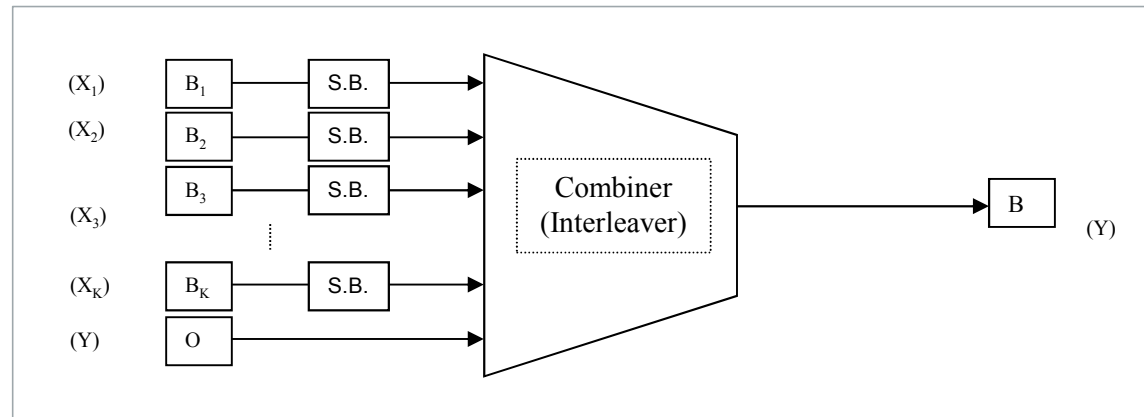 (X1) B1 S.B.
(X2) B2 S.B.
B3 S.B.
(X3)
Combiner
(Interleaver)
B
(Y)
(XK) BK S.B.
(Y) O